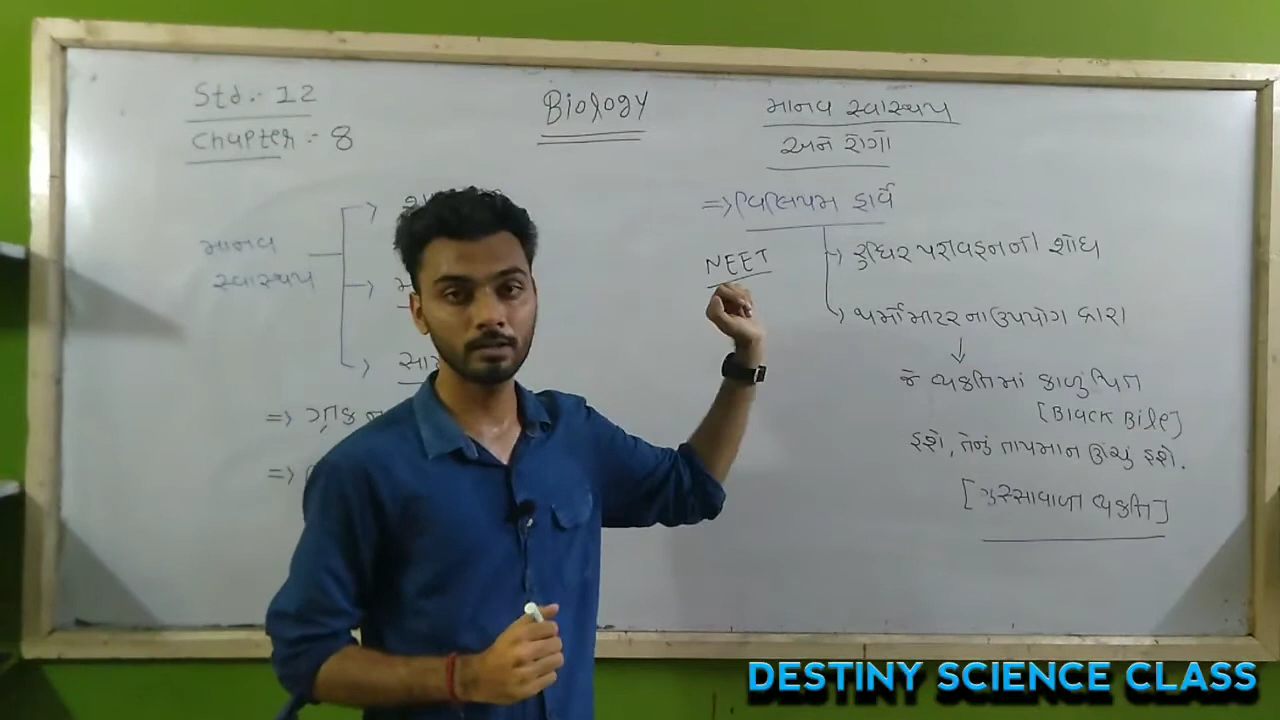 Std.- 12
Chapter :- 8
Biology
માનવ સ્વાસ્થ્ય
અને રોગો
માનવ
સ્વાસ્થ્ય
=> વિલિયમ હાર્વે
NEET
→ રુધિર પરિવહનની શોધ
→ થર્મોમીટરના ઉપયોગ દ્વારા
જે વ્યક્તિમાં કાળું પિત
[Black Bile]
હશે, તેનું તાપમાન ઊંચું હશે.
[ગુસ્સાવાળા વ્યક્તિ]
DESTINY SCIENCE CLASS